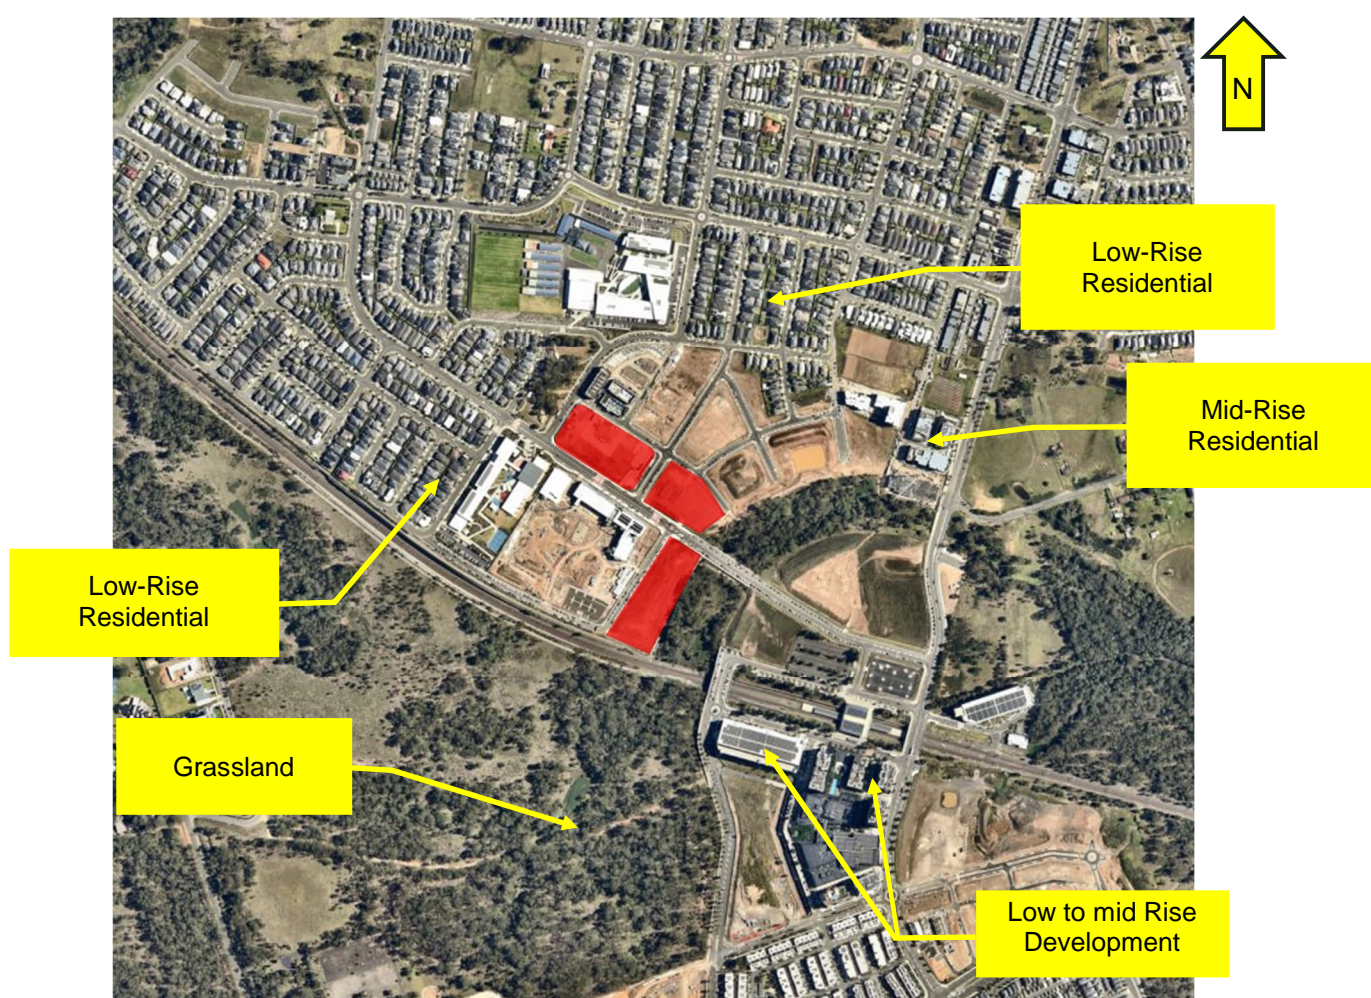 N
Low-Rise
Residential
Mid-Rise
Residential
Low-Rise
Residential
Grassland
Low to mid Rise
Development